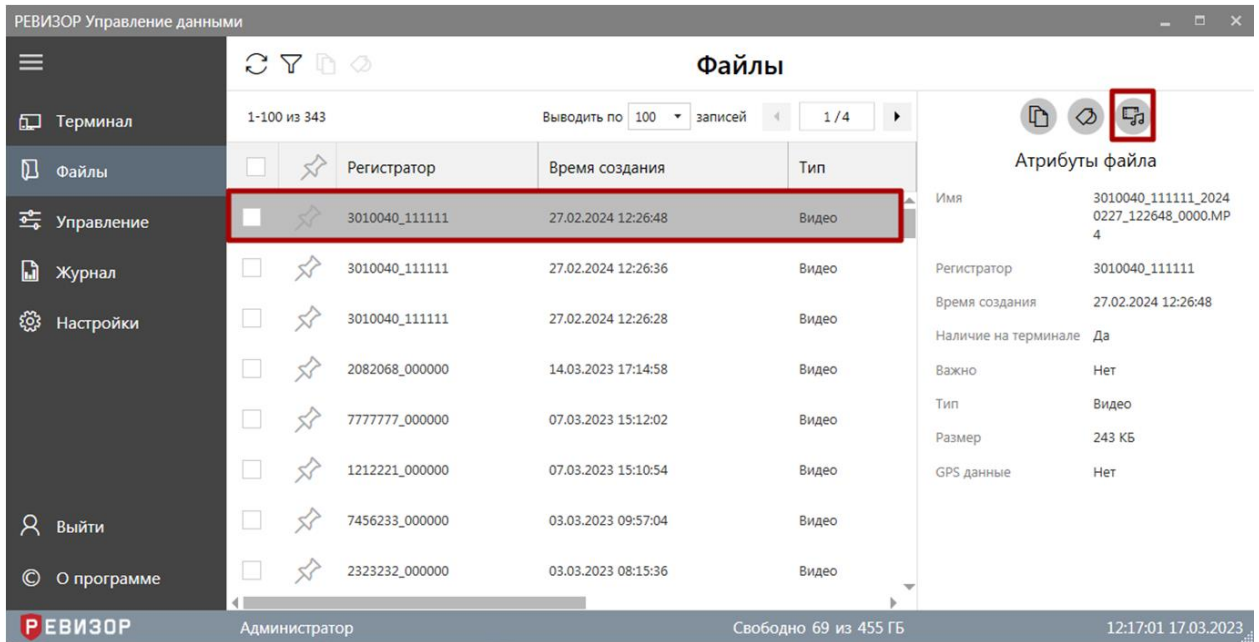 РЕВИЗОР Управление данными
Файлы
Терминал
Файлы
Управление
Журнал
Настройки
Выйти
О программе
1-100 из 343
Выводить по 100 записей
1 / 4
Регистратор Время создания Тип
3010040_111111 27.02.2024 12:26:48 Видео
3010040_111111 27.02.2024 12:26:36 Видео
3010040_111111 27.02.2024 12:26:28 Видео
2082068_000000 14.03.2023 17:14:58 Видео
7777777_000000 07.03.2023 15:12:02 Видео
1212221_000000 07.03.2023 15:10:54 Видео
7456233_000000 03.03.2023 09:57:04 Видео
2323232_000000 03.03.2023 08:15:36 Видео
Атрибуты файла
Имя 3010040_111111_2024
0227_122648_0000.MP
4
Регистратор 3010040_111111
Время создания 27.02.2024 12:26:48
Наличие на терминале Да
Важно Нет
Тип Видео
Размер 243 КБ
GPS данные Нет
РЕВИЗОР Администратор Свободно 69 из 455 ГБ 12:17:01 17.03.2023